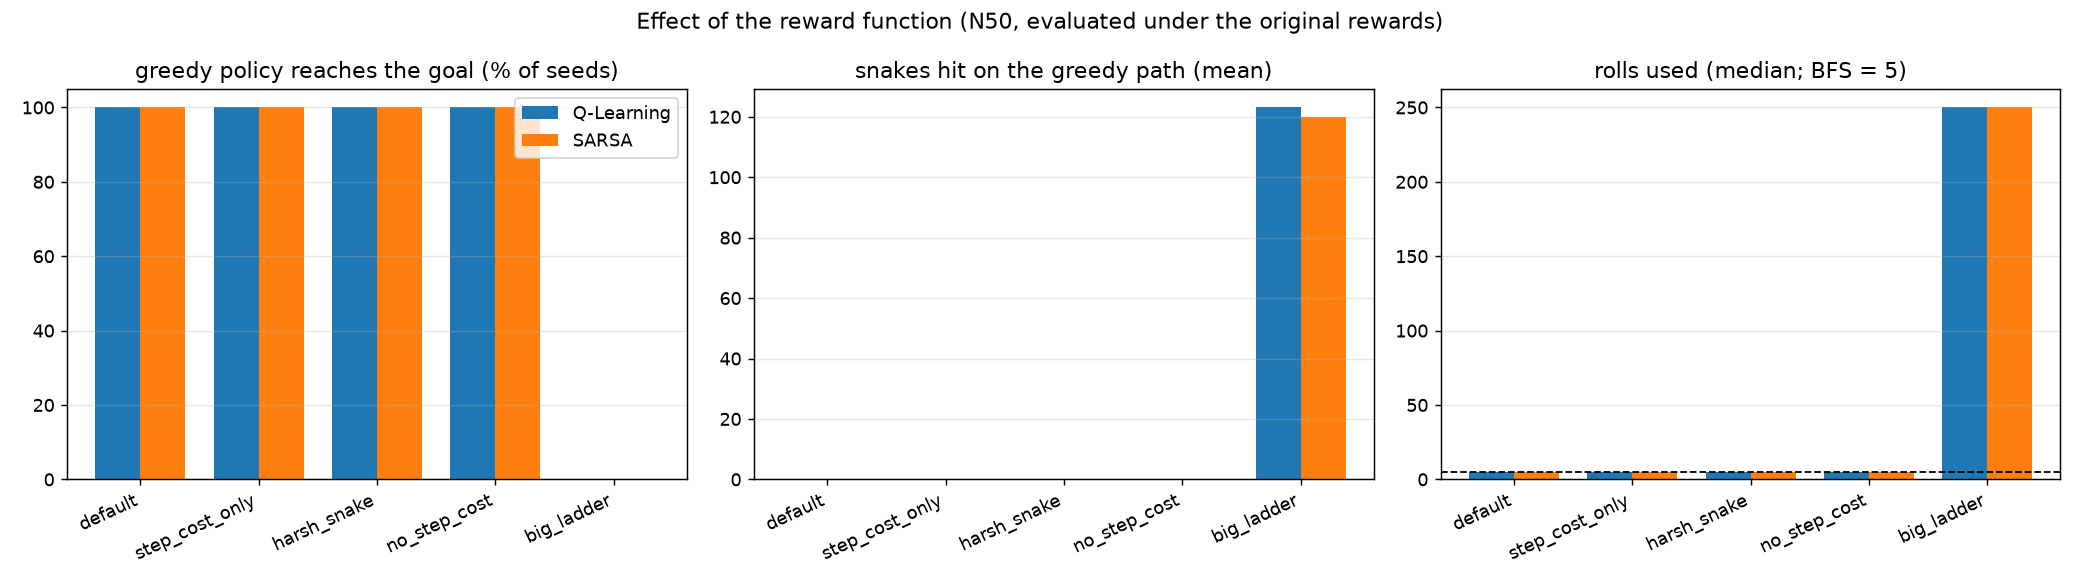 Effect of the reward function (N50, evaluated under the original rewards)
greedy policy reaches the goal (% of seeds)
100
80
60
40
20
0
Q-Learning
SARSA
default
step_cost_only
harsh_snake
no_step_cost
big_ladder
snakes hit on the greedy path (mean)
120
100
80
60
40
20
0
default
step_cost_only
harsh_snake
no_step_cost
big_ladder
rolls used (median; BFS = 5)
250
200
150
100
50
0
default
step_cost_only
harsh_snake
no_step_cost
big_ladder